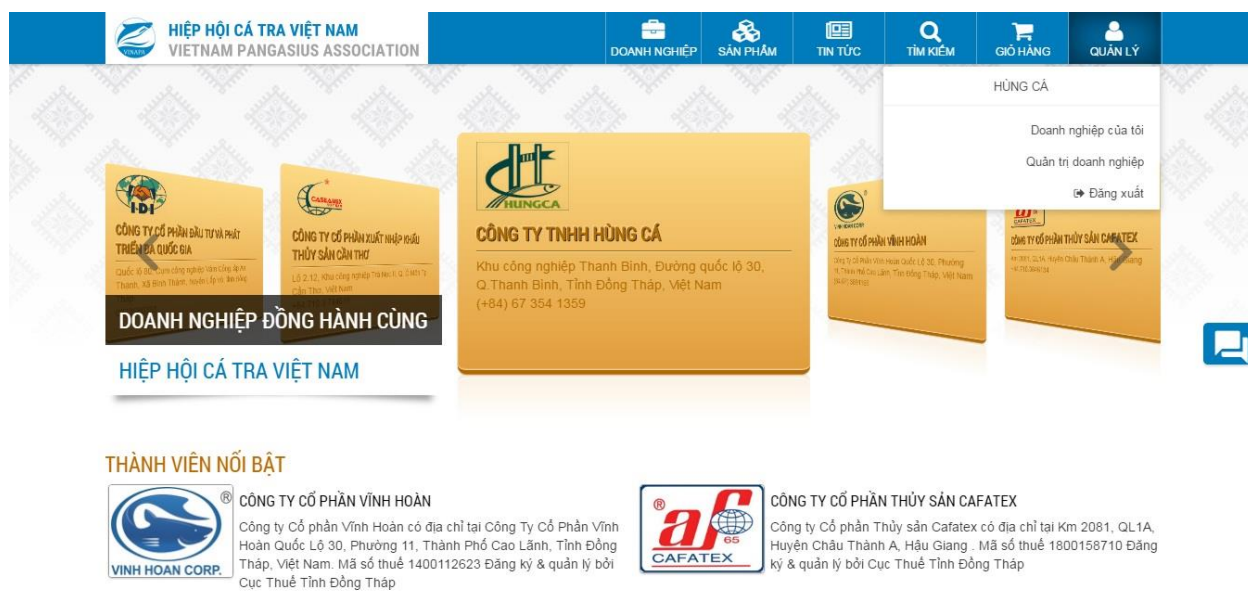 HIỆP HỘI CÁ TRA VIỆT NAM
VIETNAM PANGASIUS ASSOCIATION
VINAPA
DOANH NGHIỆP
SẢN PHẨM
TIN TỨC
TÌM KIẾM
GIỎ HÀNG
QUẢN LÝ
HÙNG CÁ
Doanh nghiệp của tôi
Quản trị doanh nghiệp
Đăng xuất
I·D·I
CÔNG TY CỔ PHẦN ĐẦU TƯ VÀ PHÁT
TRIỂN ĐA QUỐC GIA
CASEAMEX
CÔNG TY CỔ PHẦN XUẤT NHẬP KHẨU
THỦY SẢN CẦN THƠ
Cần Thơ, Việt Nam
HUNGCA
CÔNG TY TNHH HÙNG CÁ
Khu công nghiệp Thanh Bình, Đường quốc lộ 30,
Q.Thanh Bình, Tỉnh Đồng Tháp, Việt Nam
(+84) 67 354 1359
CÔNG TY CỔ PHẦN VĨNH HOÀN
CAFATEX
CÔNG TY CỔ PHẦN THỦY SẢN CAFATEX
DOANH NGHIỆP ĐỒNG HÀNH CÙNG
HIỆP HỘI CÁ TRA VIỆT NAM
THÀNH VIÊN NỔI BẬT
®
VINH HOAN CORP.
CÔNG TY CỔ PHẦN VĨNH HOÀN
Công ty Cổ phần Vĩnh Hoàn có địa chỉ tại Công Ty Cổ Phần Vĩnh
Hoàn Quốc Lộ 30, Phường 11, Thành Phố Cao Lãnh, Tỉnh Đồng
Tháp, Việt Nam. Mã số thuế 1400112623 Đăng ký & quản lý bởi
Cục Thuế Tỉnh Đồng Tháp
®
af
65
CAFATEX
CÔNG TY CỔ PHẦN THỦY SẢN CAFATEX
Công ty Cổ phần Thủy sản Cafatex có địa chỉ tại Km 2081, QL1A,
Huyện Châu Thành A, Hậu Giang . Mã số thuế 1800158710 Đăng
ký & quản lý bởi Cục Thuế Tỉnh Đồng Tháp